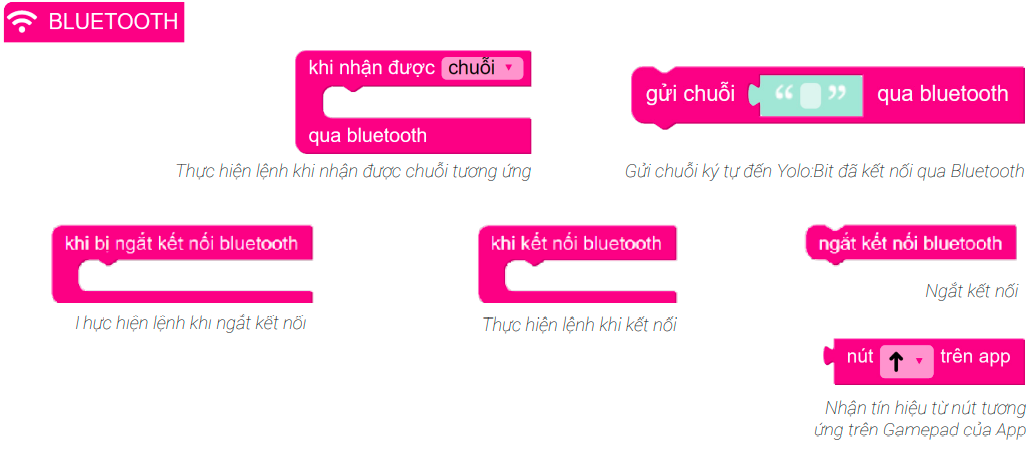 BLUETOOTH
khi nhận được chuỗi
qua bluetooth
Thực hiện lệnh khi nhận được chuỗi tương ứng
gửi chuỗi “ ” qua bluetooth
Gửi chuỗi ký tự đến Yolo:Bit đã kết nối qua Bluetooth
khi bị ngắt kết nối bluetooth
Thực hiện lệnh khi ngắt kết nối
khi kết nối bluetooth
Thực hiện lệnh khi kết nối
ngắt kết nối bluetooth
Ngắt kết nối
nút ↑ trên app
Nhận tín hiệu từ nút tương
ứng trên Gamepad của App